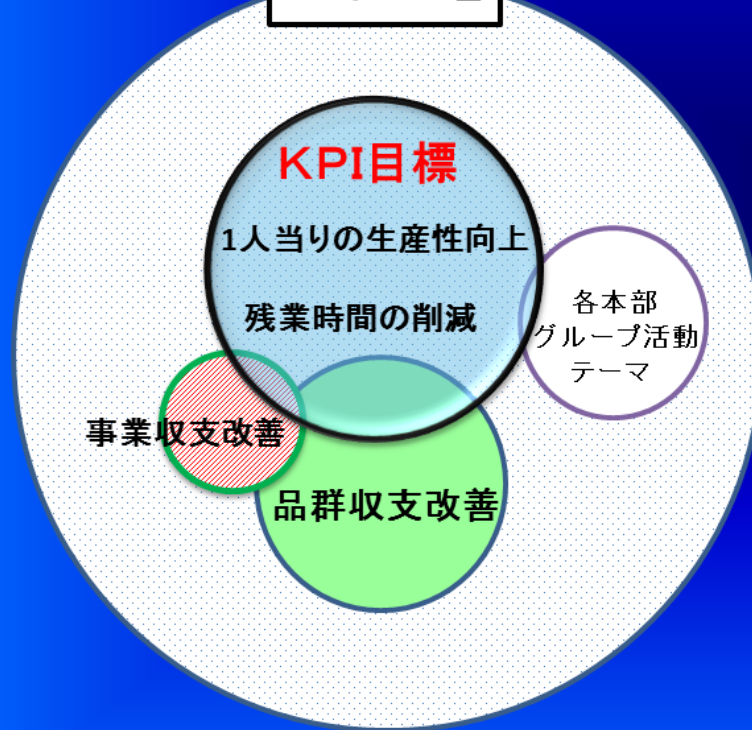 KPI目標
1人当りの生産性向上
残業時間の削減
各本部
グループ活動
テーマ
事業収支改善
品群収支改善